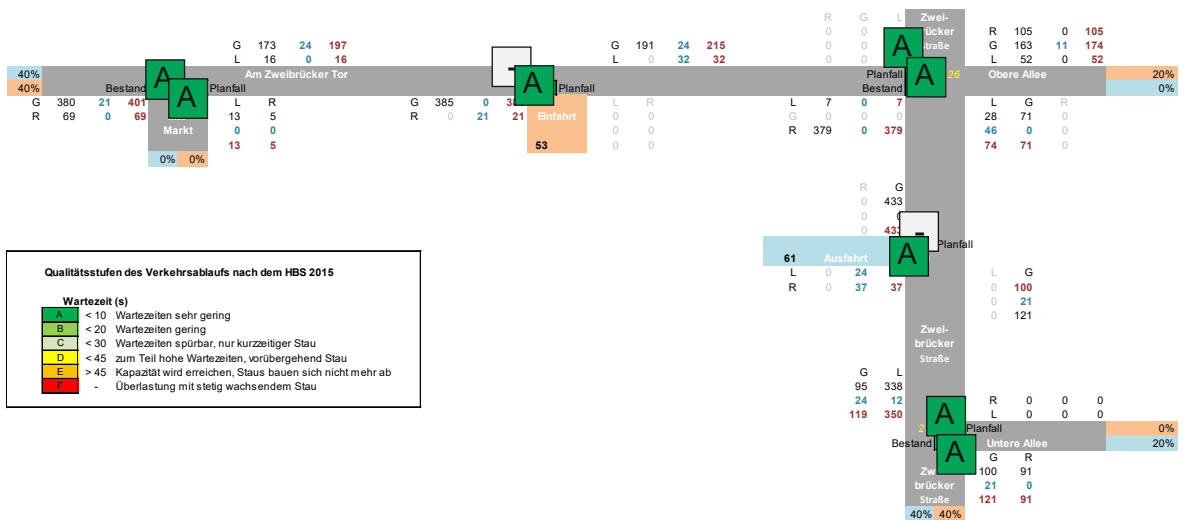 R G L
0 0 0
0 0
0 0
Zwei-
brücker
Straße
R 105 0 105
G 163 11 174
L 52 0 52
G 173 24 197
L 16 0 16
G 191 24 215
L 0 32 32
A
A
-
A
A
A
40%
40%
Am Zweibrücker Tor
Bestand
Planfall
Planfall
Planfall
Bestand
26
Obere Allee
20%
0%
G 380 21 401
R 69 0 69
Markt
0% 0%
L R
13 5
0 0
13 5
G 385 0
R 0 21 21
Einfahrt
53
L R
0 0
0 0
0 0
L 7 0 7
G 0 0 0
R 379 0 379
L G R
28 71 0
46 0 0
74 71 0
R G
0 433
0
0
-
A
Planfall
61 Ausfahrt
L 0 24
R 0 37 37
L G
0 100
0 21
0 121
Qualitätsstufen des Verkehrsablaufs nach dem HBS 2015
Wartezeit (s)
A < 10 Wartezeiten sehr gering
B < 20 Wartezeiten gering
C < 30 Wartezeiten spürbar, nur kurzzeitiger Stau
D < 45 zum Teil hohe Wartezeiten, vorübergehend Stau
E > 45 Kapazität wird erreichen, Staus bauen sich nicht mehr ab
F - Überlastung mit stetig wachsendem Stau
Zwei-
brücker
Straße
G L
95 338
24 12
119 350
A
A
R 0 0 0
L 0 0 0
Planfall
Bestand
Untere Allee
0%
20%
G R
100 91
21 0
121 91
brücker
Straße
40% 40%